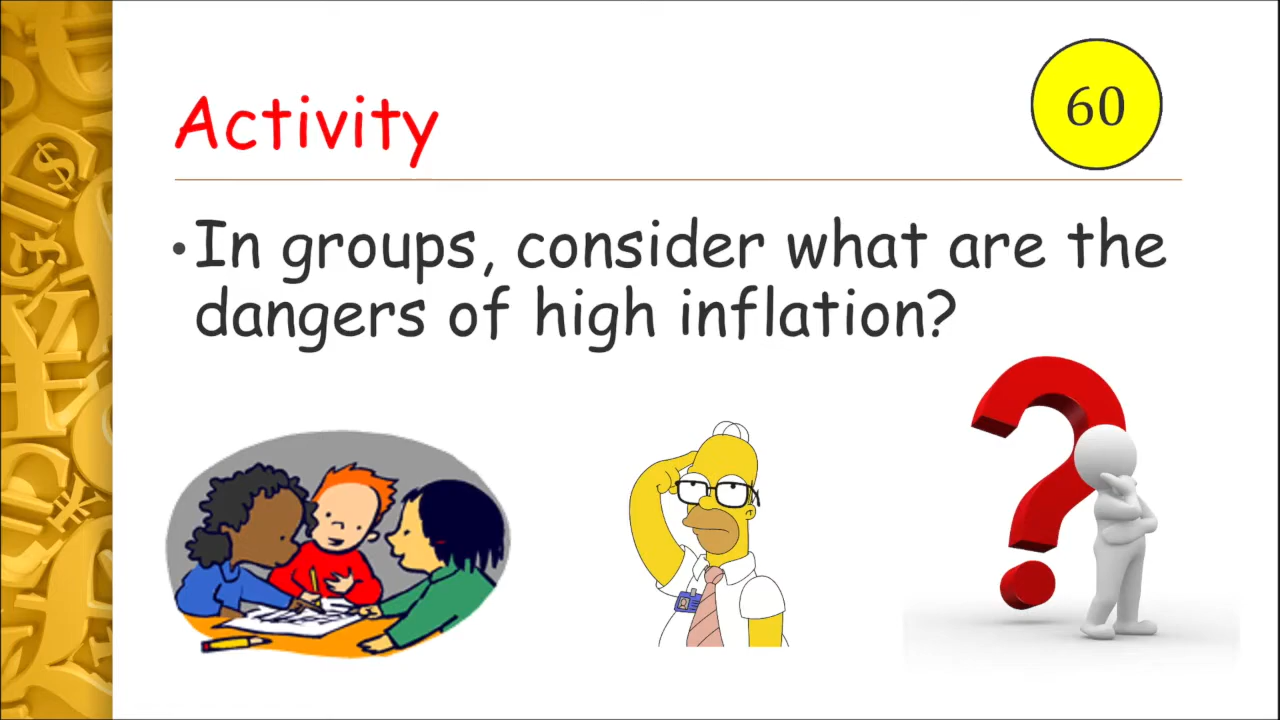 Activity
60
•In groups, consider what are the
dangers of high inflation?